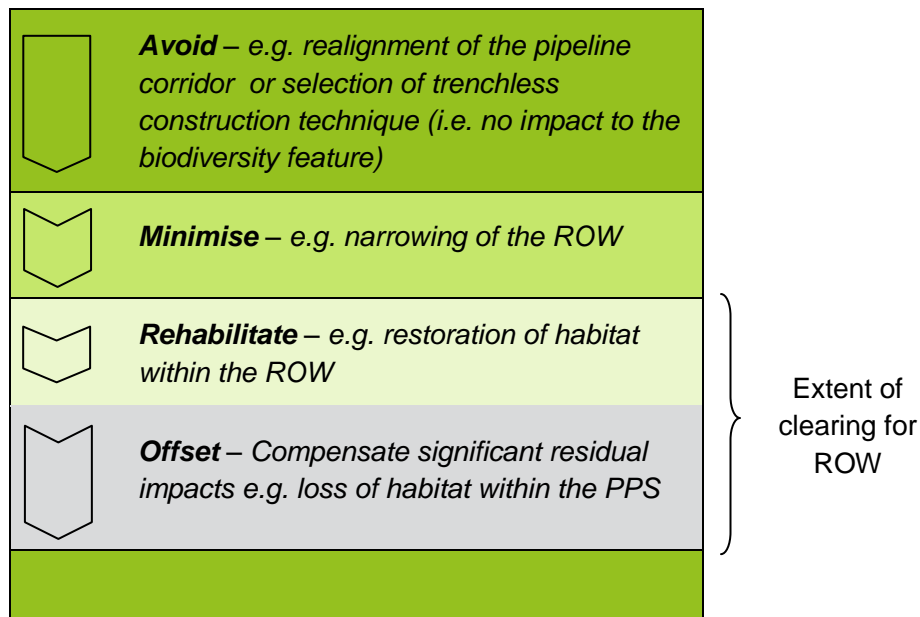 Avoid – e.g. realignment of the pipeline
corridor or selection of trenchless
construction technique (i.e. no impact to the
biodiversity feature)
Minimise – e.g. narrowing of the ROW
Rehabilitate – e.g. restoration of habitat
within the ROW
Offset – Compensate significant residual
impacts e.g. loss of habitat within the PPS
Extent of
clearing for
ROW